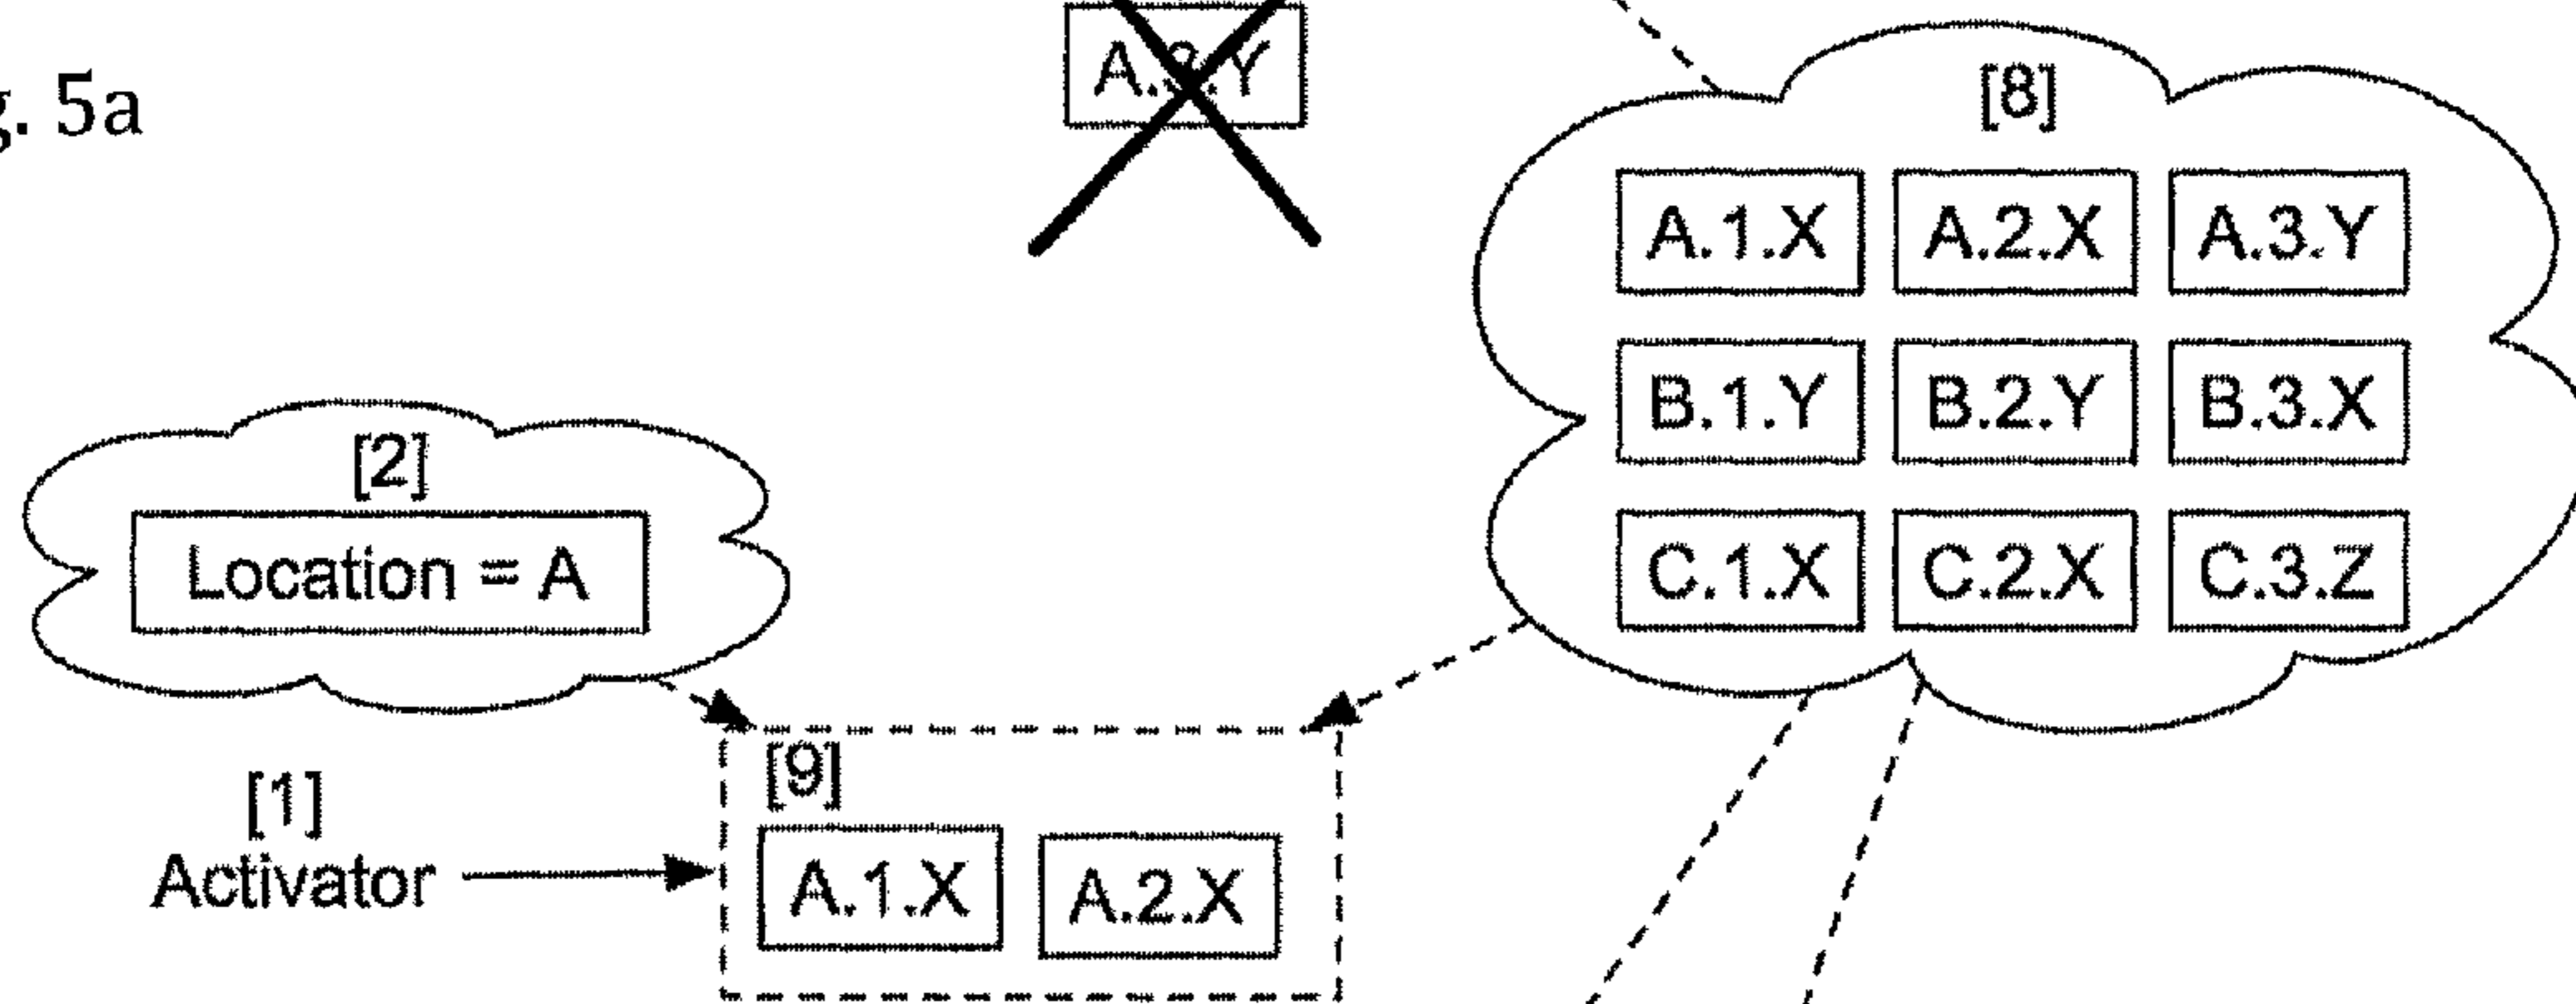 g. 5a
[8]
A.1.X A.2.X A.3.Y
B.1.Y B.2.Y B.3.X
C.1.X C.2.X C.3.Z
[2]
Location = A
[1]
Activator
[9]
A.1.X A.2.X